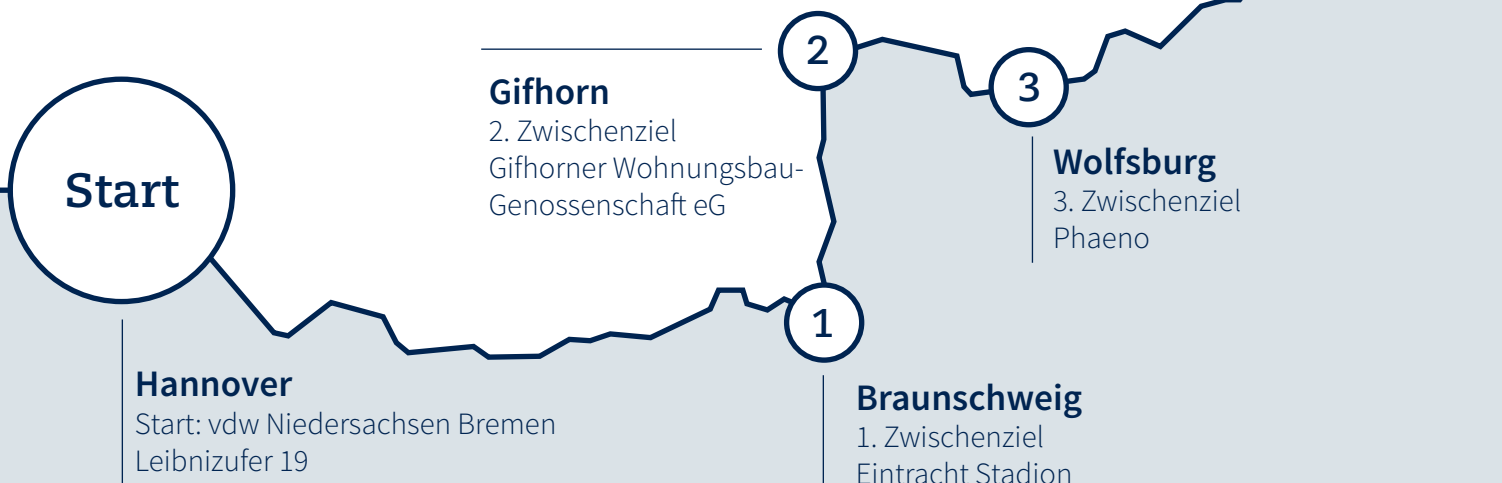 2
3
Gifhorn
2. Zwischenziel
Gifhorner Wohnungsbau-
Genossenschaft eG
Wolfsburg
3. Zwischenziel
Phaeno
Start
1
Hannover
Start: vdw Niedersachsen Bremen
Leibnizufer 19
Braunschweig
1. Zwischenziel
Eintracht Stadion